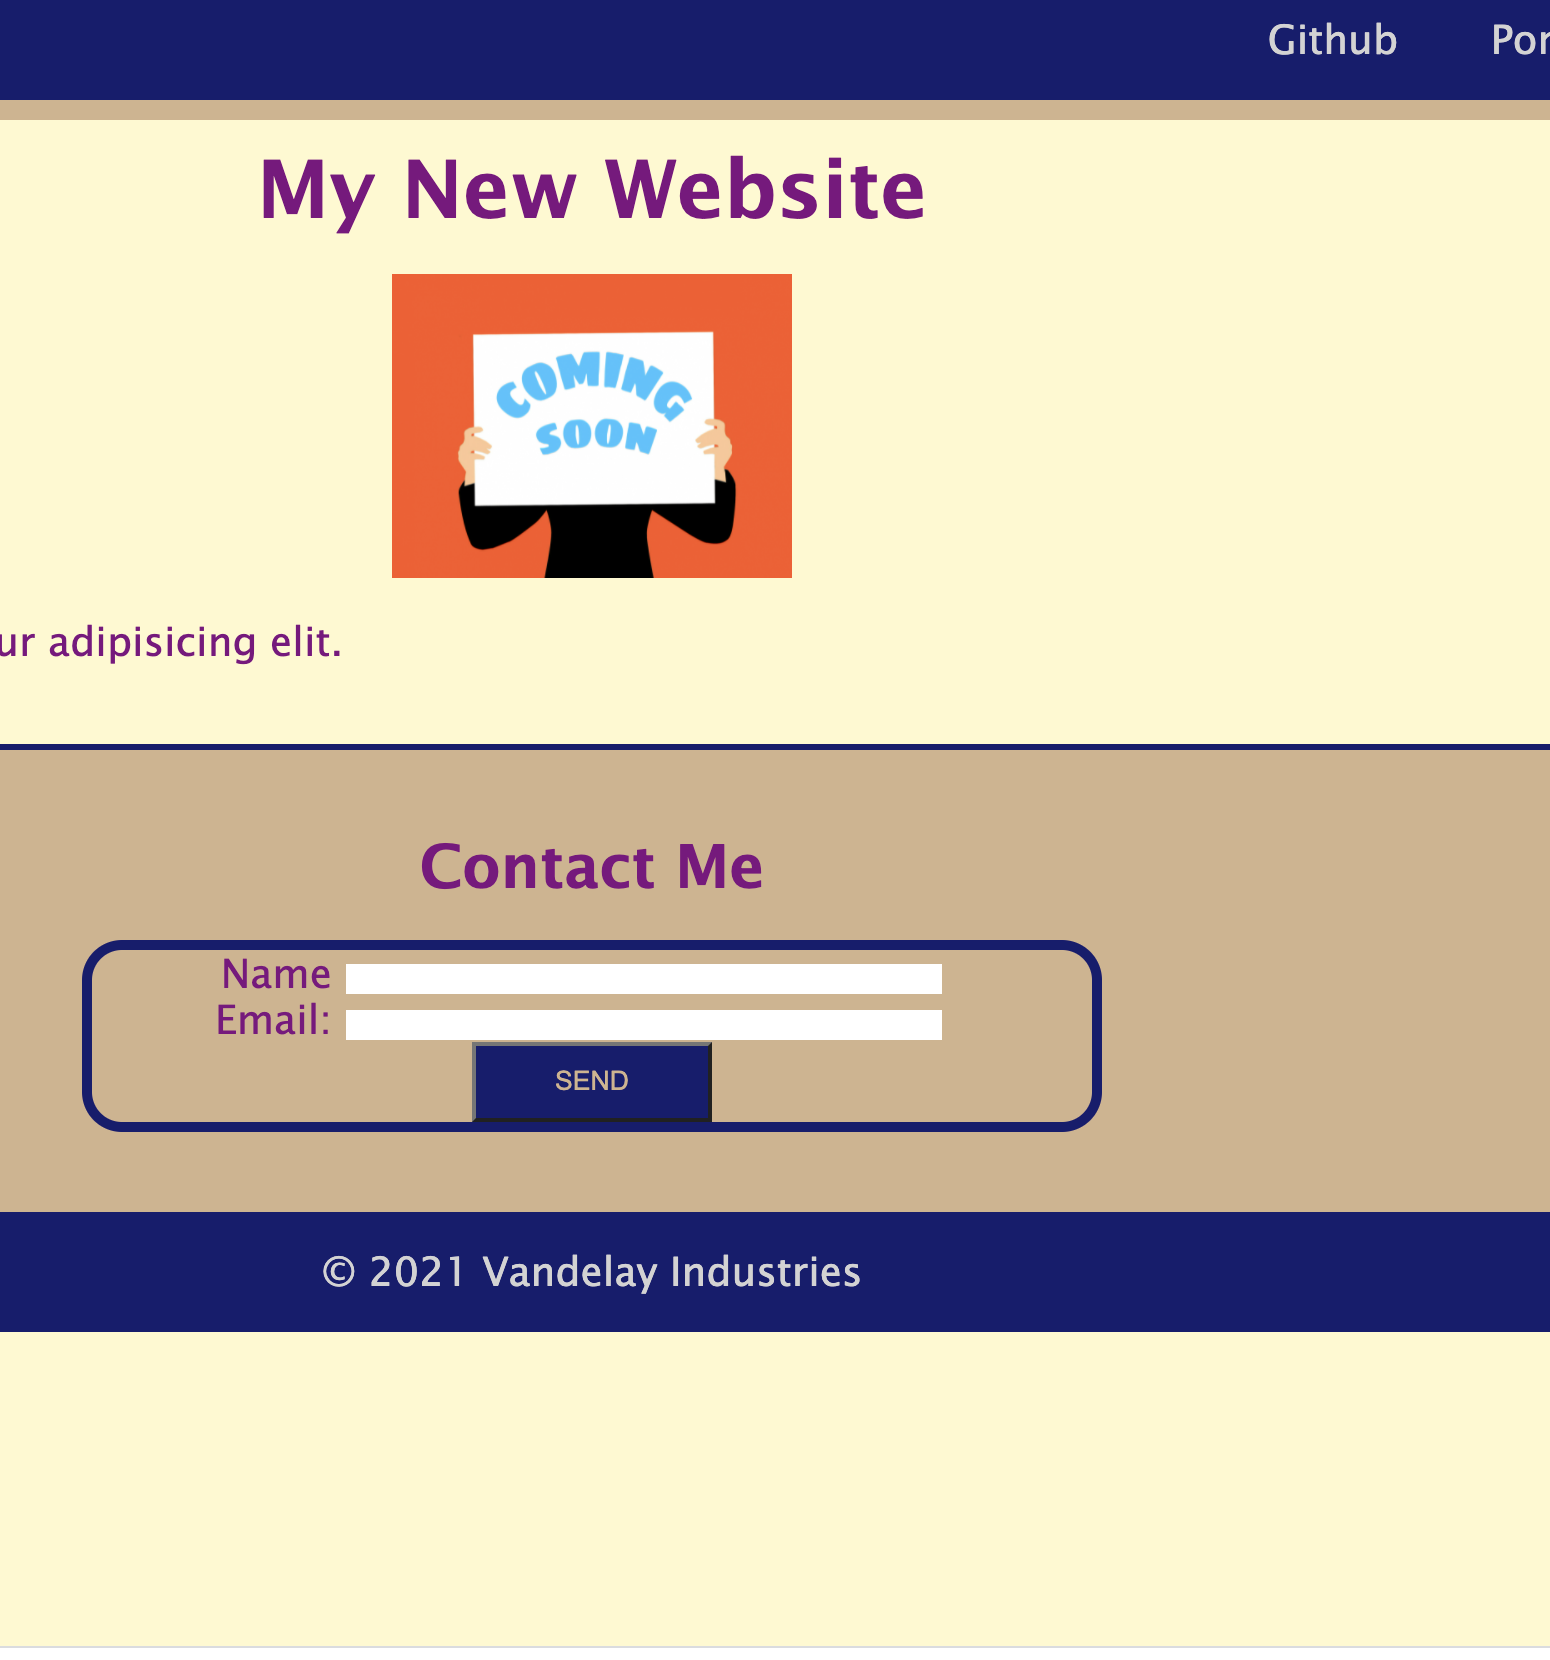 Github Por
My New Website
COMING
SOON
ur adipisicing elit.
Contact Me
Name
Email:
SEND
© 2021 Vandelay Industries